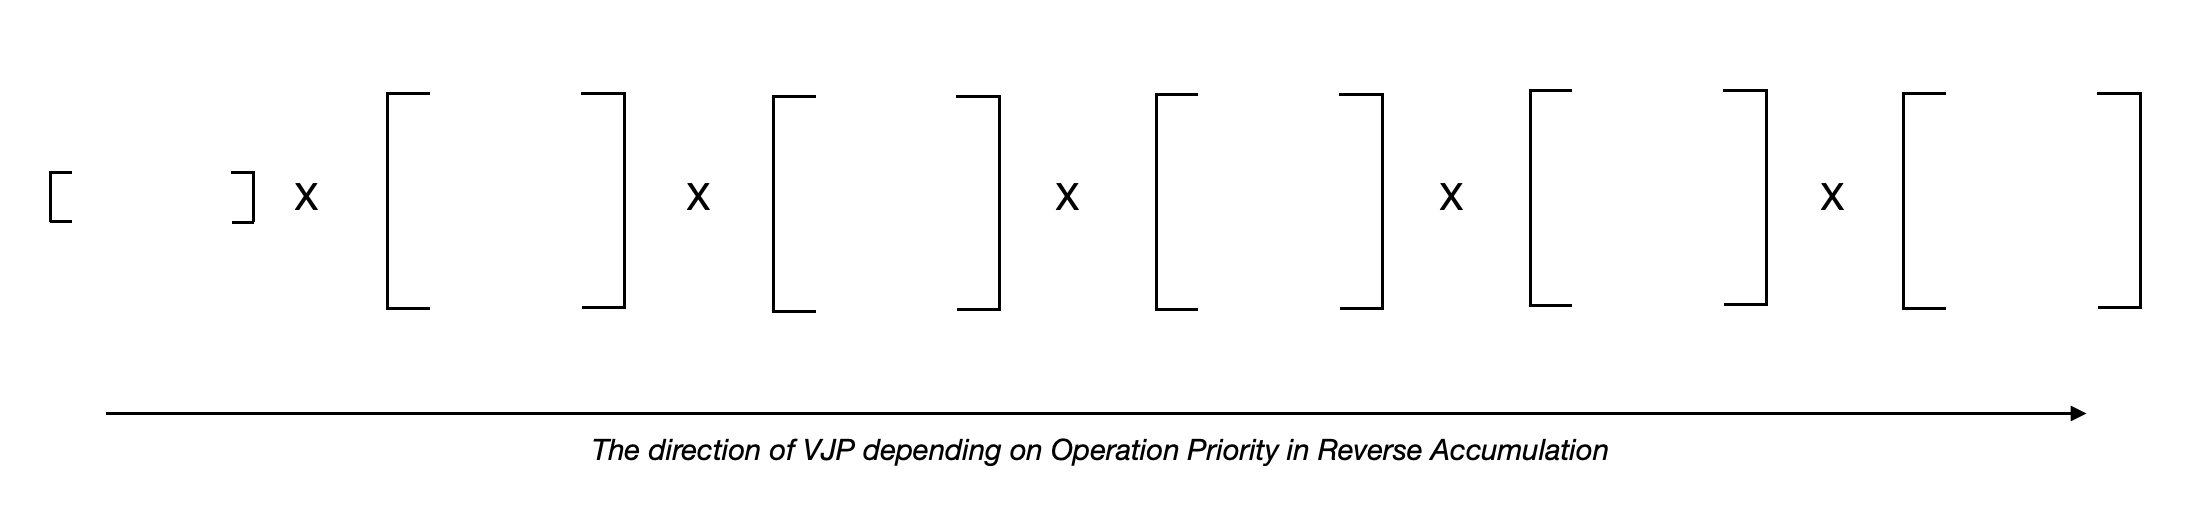 x x x x x
The direction of VJP depending on Operation Priority in Reverse Accumulation